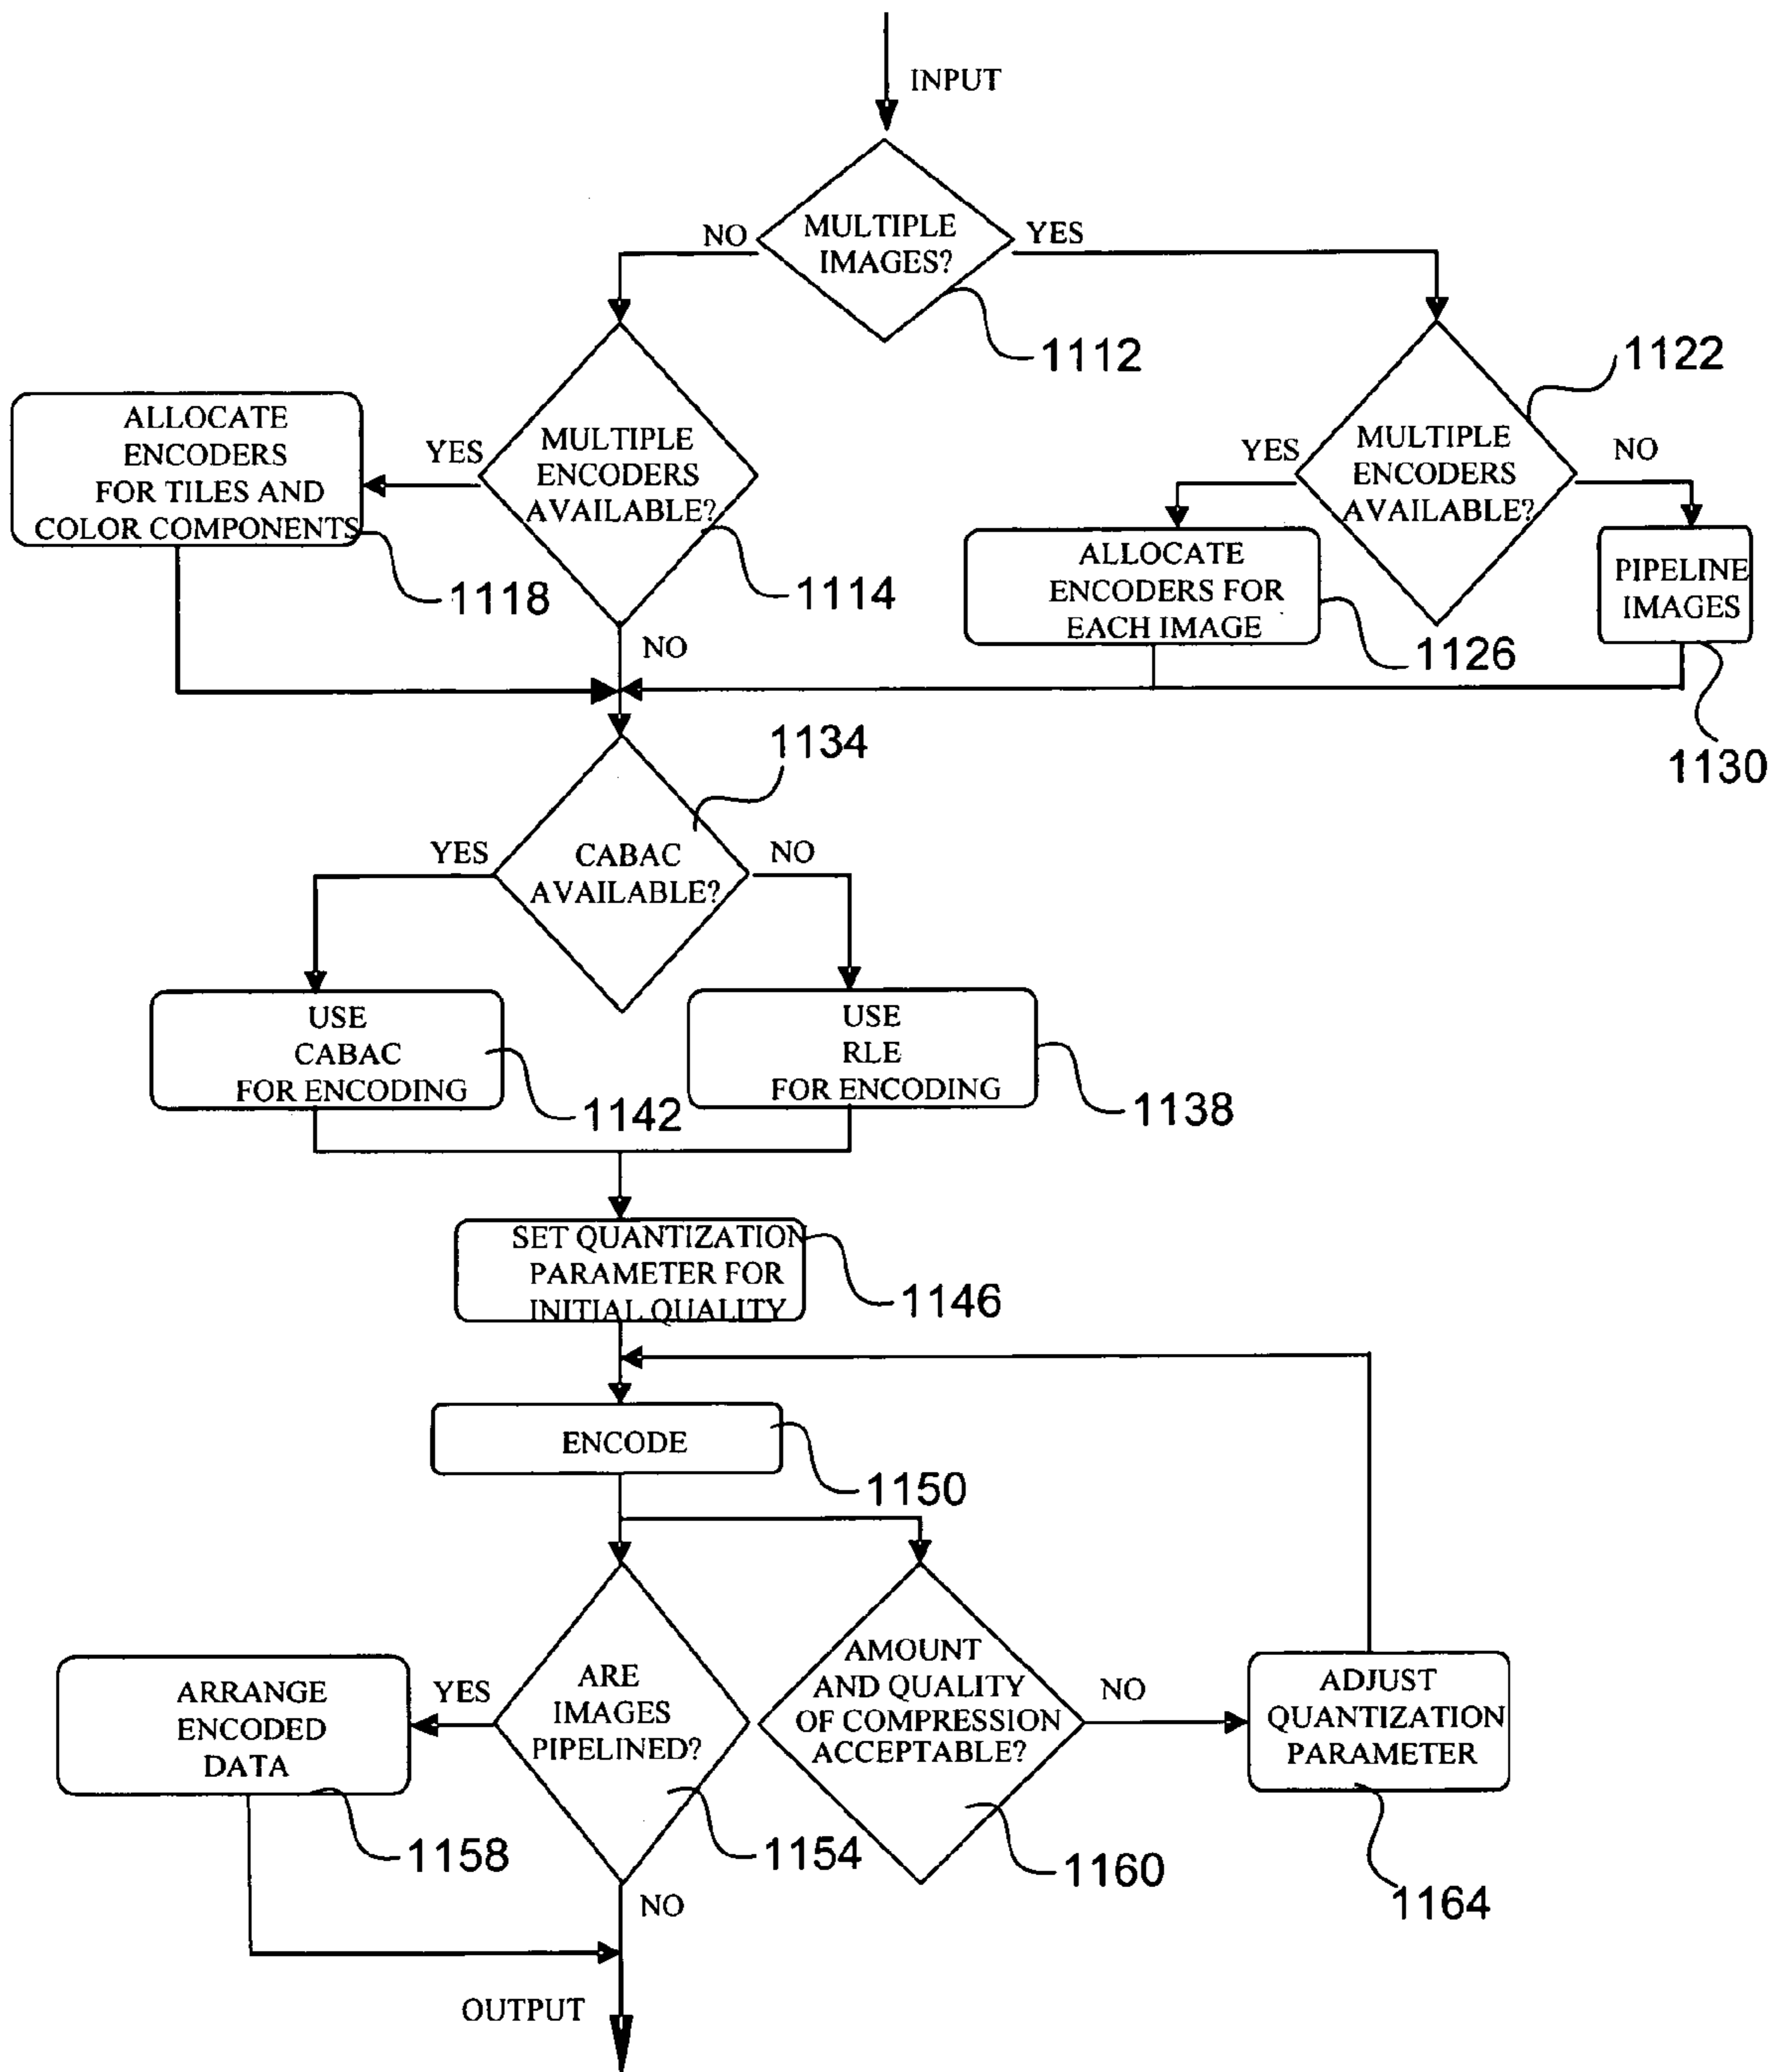 INPUT
MULTIPLE
IMAGES?
NO
YES
1112
1122
ALLOCATE
ENCODERS
FOR TILES AND
COLOR COMPONENTS
YES
MULTIPLE
ENCODERS
AVAILABLE?
YES
MULTIPLE
ENCODERS
AVAILABLE?
NO
1118
1114
NO
ALLOCATE
ENCODERS FOR
EACH IMAGE
1126
PIPELINE
IMAGES
1130
1134
YES
CABAC
AVAILABLE?
NO
USE
CABAC
FOR ENCODING
1142
USE
RLE
FOR ENCODING
1138
SET QUANTIZATION
PARAMETER FOR
INITIAL QUALITY
1146
ENCODE
1150
ARRANGE
ENCODED
DATA
YES
ARE
IMAGES
PIPELINED?
AMOUNT
AND QUALITY
OF COMPRESSION
ACCEPTABLE?
NO
ADJUST
QUANTIZATION
PARAMETER
1158
1154
1160
1164
NO
OUTPUT